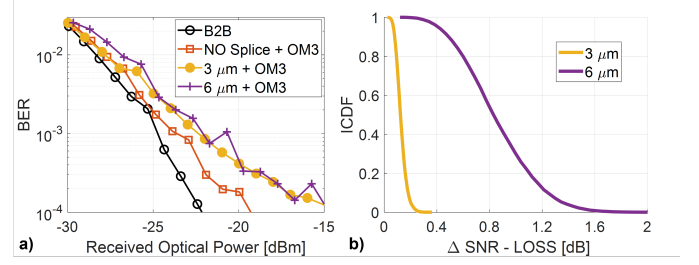 B2B
NO Splice + OM3
3 μm + OM3
6 μm + OM3
10^-2
10^-3
10^-4
BER
-30
-25
-20
-15
Received Optical Power [dBm]
a)
3 μm
6 μm
1
0.8
0.6
0.4
0.2
0
ICDF
0
0.4
0.8
1.2
1.6
2
Δ SNR - LOSS [dB]
b)